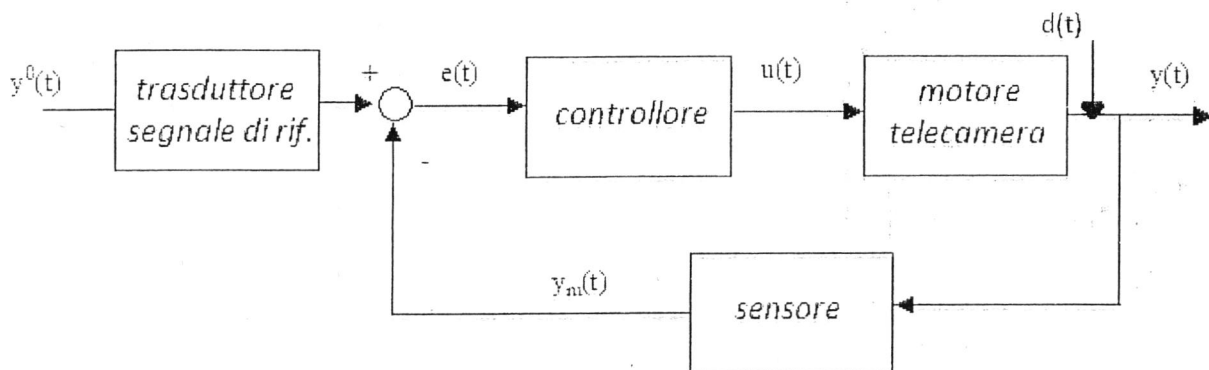 d(t)
y⁰(t)
trasduttore
segnale di rif.
+
e(t)
controllore
u(t)
motore
telecamera
y(t)
-
yₘ(t)
sensore